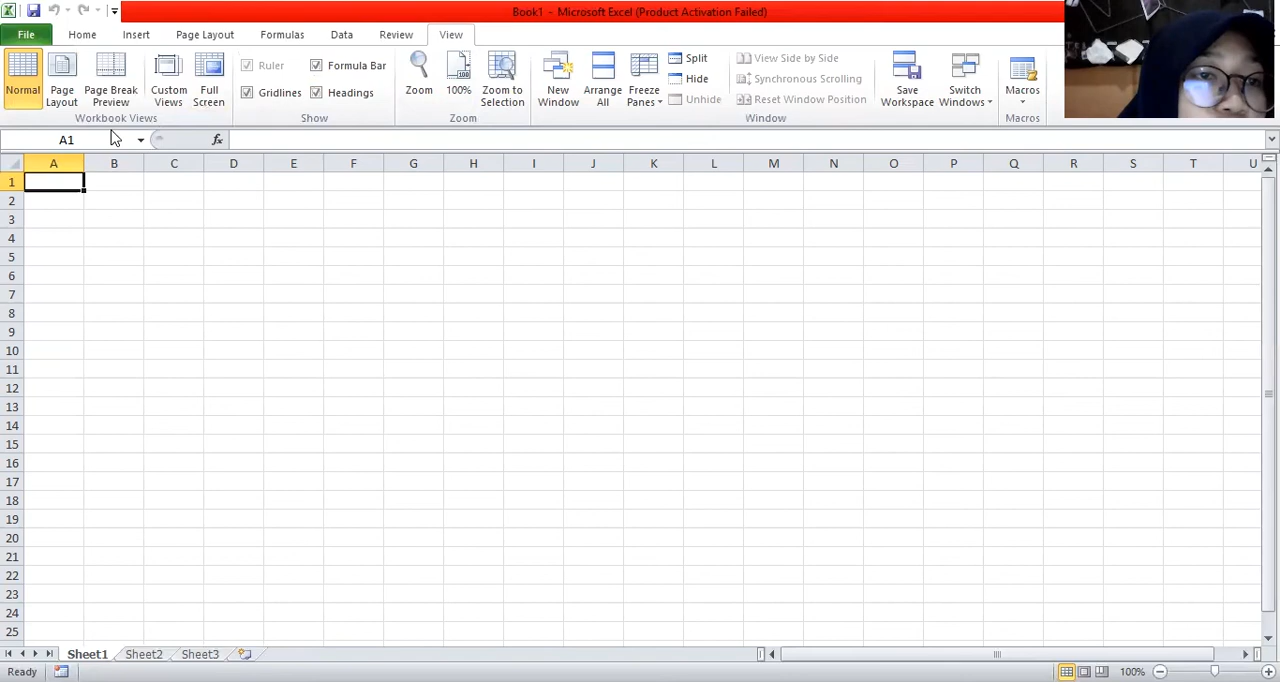 Book1 - Microsoft Excel (Product Activation Failed)
File Home Insert Page Layout Formulas Data Review View
Normal
Page Layout
Page Break Preview
Custom Views
Full Screen
Workbook Views
Ruler
Formula Bar
Gridlines
Headings
Show
Zoom
100%
Zoom to Selection
Zoom
New Window
Arrange All
Freeze Panes
Split
Hide
Unhide
View Side by Side
Synchronous Scrolling
Reset Window Position
Window
Save Workspace
Switch Windows
Macros
Macros
A1 fx
A B C D E F G H I J K L M N O P Q R S T U
1
2
3
4
5
6
7
8
9
10
11
12
13
14
15
16
17
18
19
20
21
22
23
24
25
Sheet1 Sheet2 Sheet3
Ready 100%